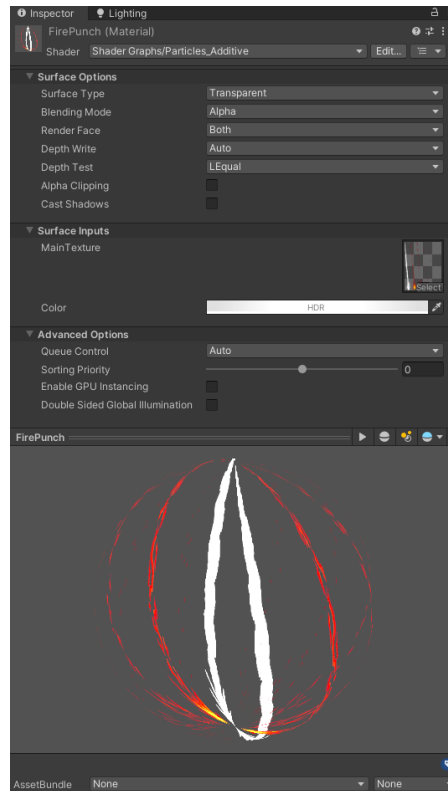 Inspector Lighting
FirePunch (Material)
Shader Shader Graphs/Particles_Additive Edit...
Surface Options
Surface Type Transparent
Blending Mode Alpha
Render Face Both
Depth Write Auto
Depth Test LEqual
Alpha Clipping
Cast Shadows
Surface Inputs
MainTexture
Select
Color HDR
Advanced Options
Queue Control Auto
Sorting Priority 0
Enable GPU Instancing
Double Sided Global Illumination
FirePunch
AssetBundle None None